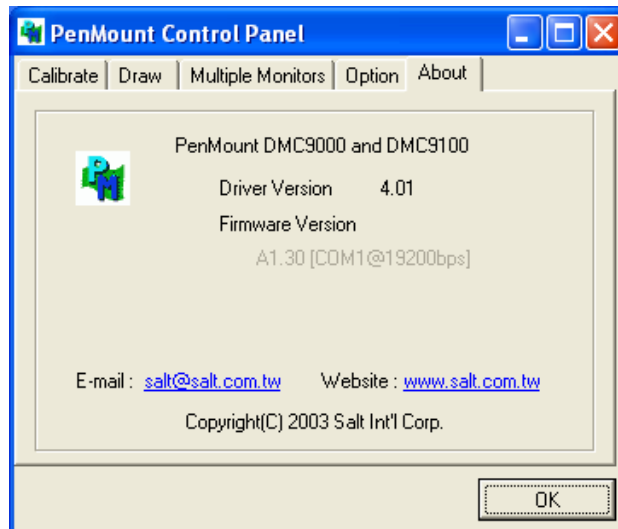 PenMount Control Panel
Calibrate Draw Multiple Monitors Option About
PM
PenMount DMC9000 and DMC9100
Driver Version 4.01
Firmware Version
A1.30 [COM1@19200bps]
E-mail : salt@salt.com.tw Website : www.salt.com.tw
Copyright(C) 2003 Salt Int'l Corp.
OK